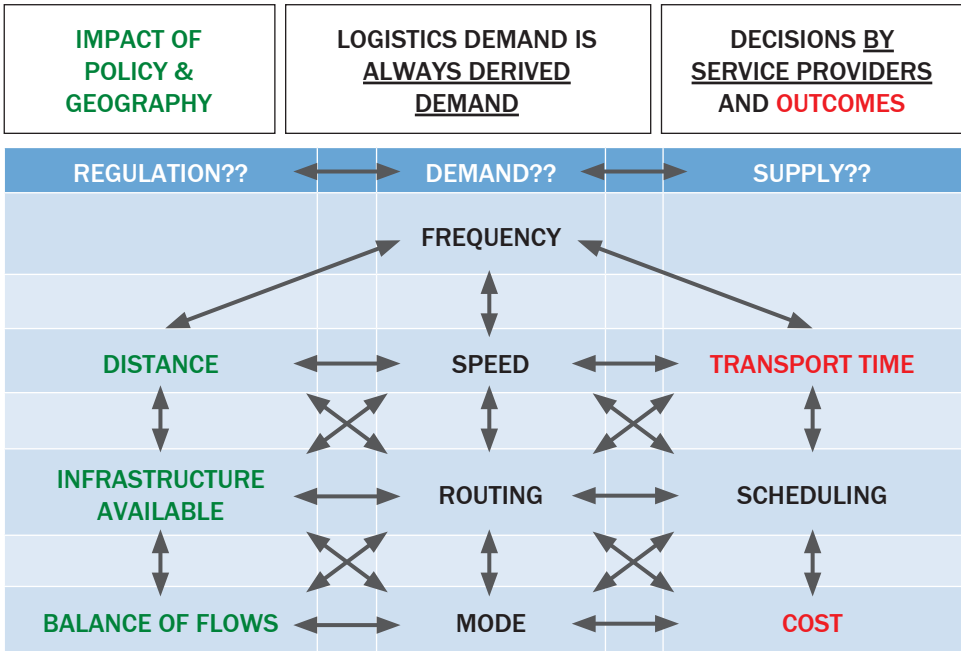 IMPACT OF
POLICY &
GEOGRAPHY
LOGISTICS DEMAND IS
ALWAYS DERIVED
DEMAND
DECISIONS BY
SERVICE PROVIDERS
AND OUTCOMES
REGULATION??
DEMAND??
SUPPLY??
FREQUENCY
DISTANCE
SPEED
TRANSPORT TIME
INFRASTRUCTURE
AVAILABLE
ROUTING
SCHEDULING
BALANCE OF FLOWS
MODE
COST